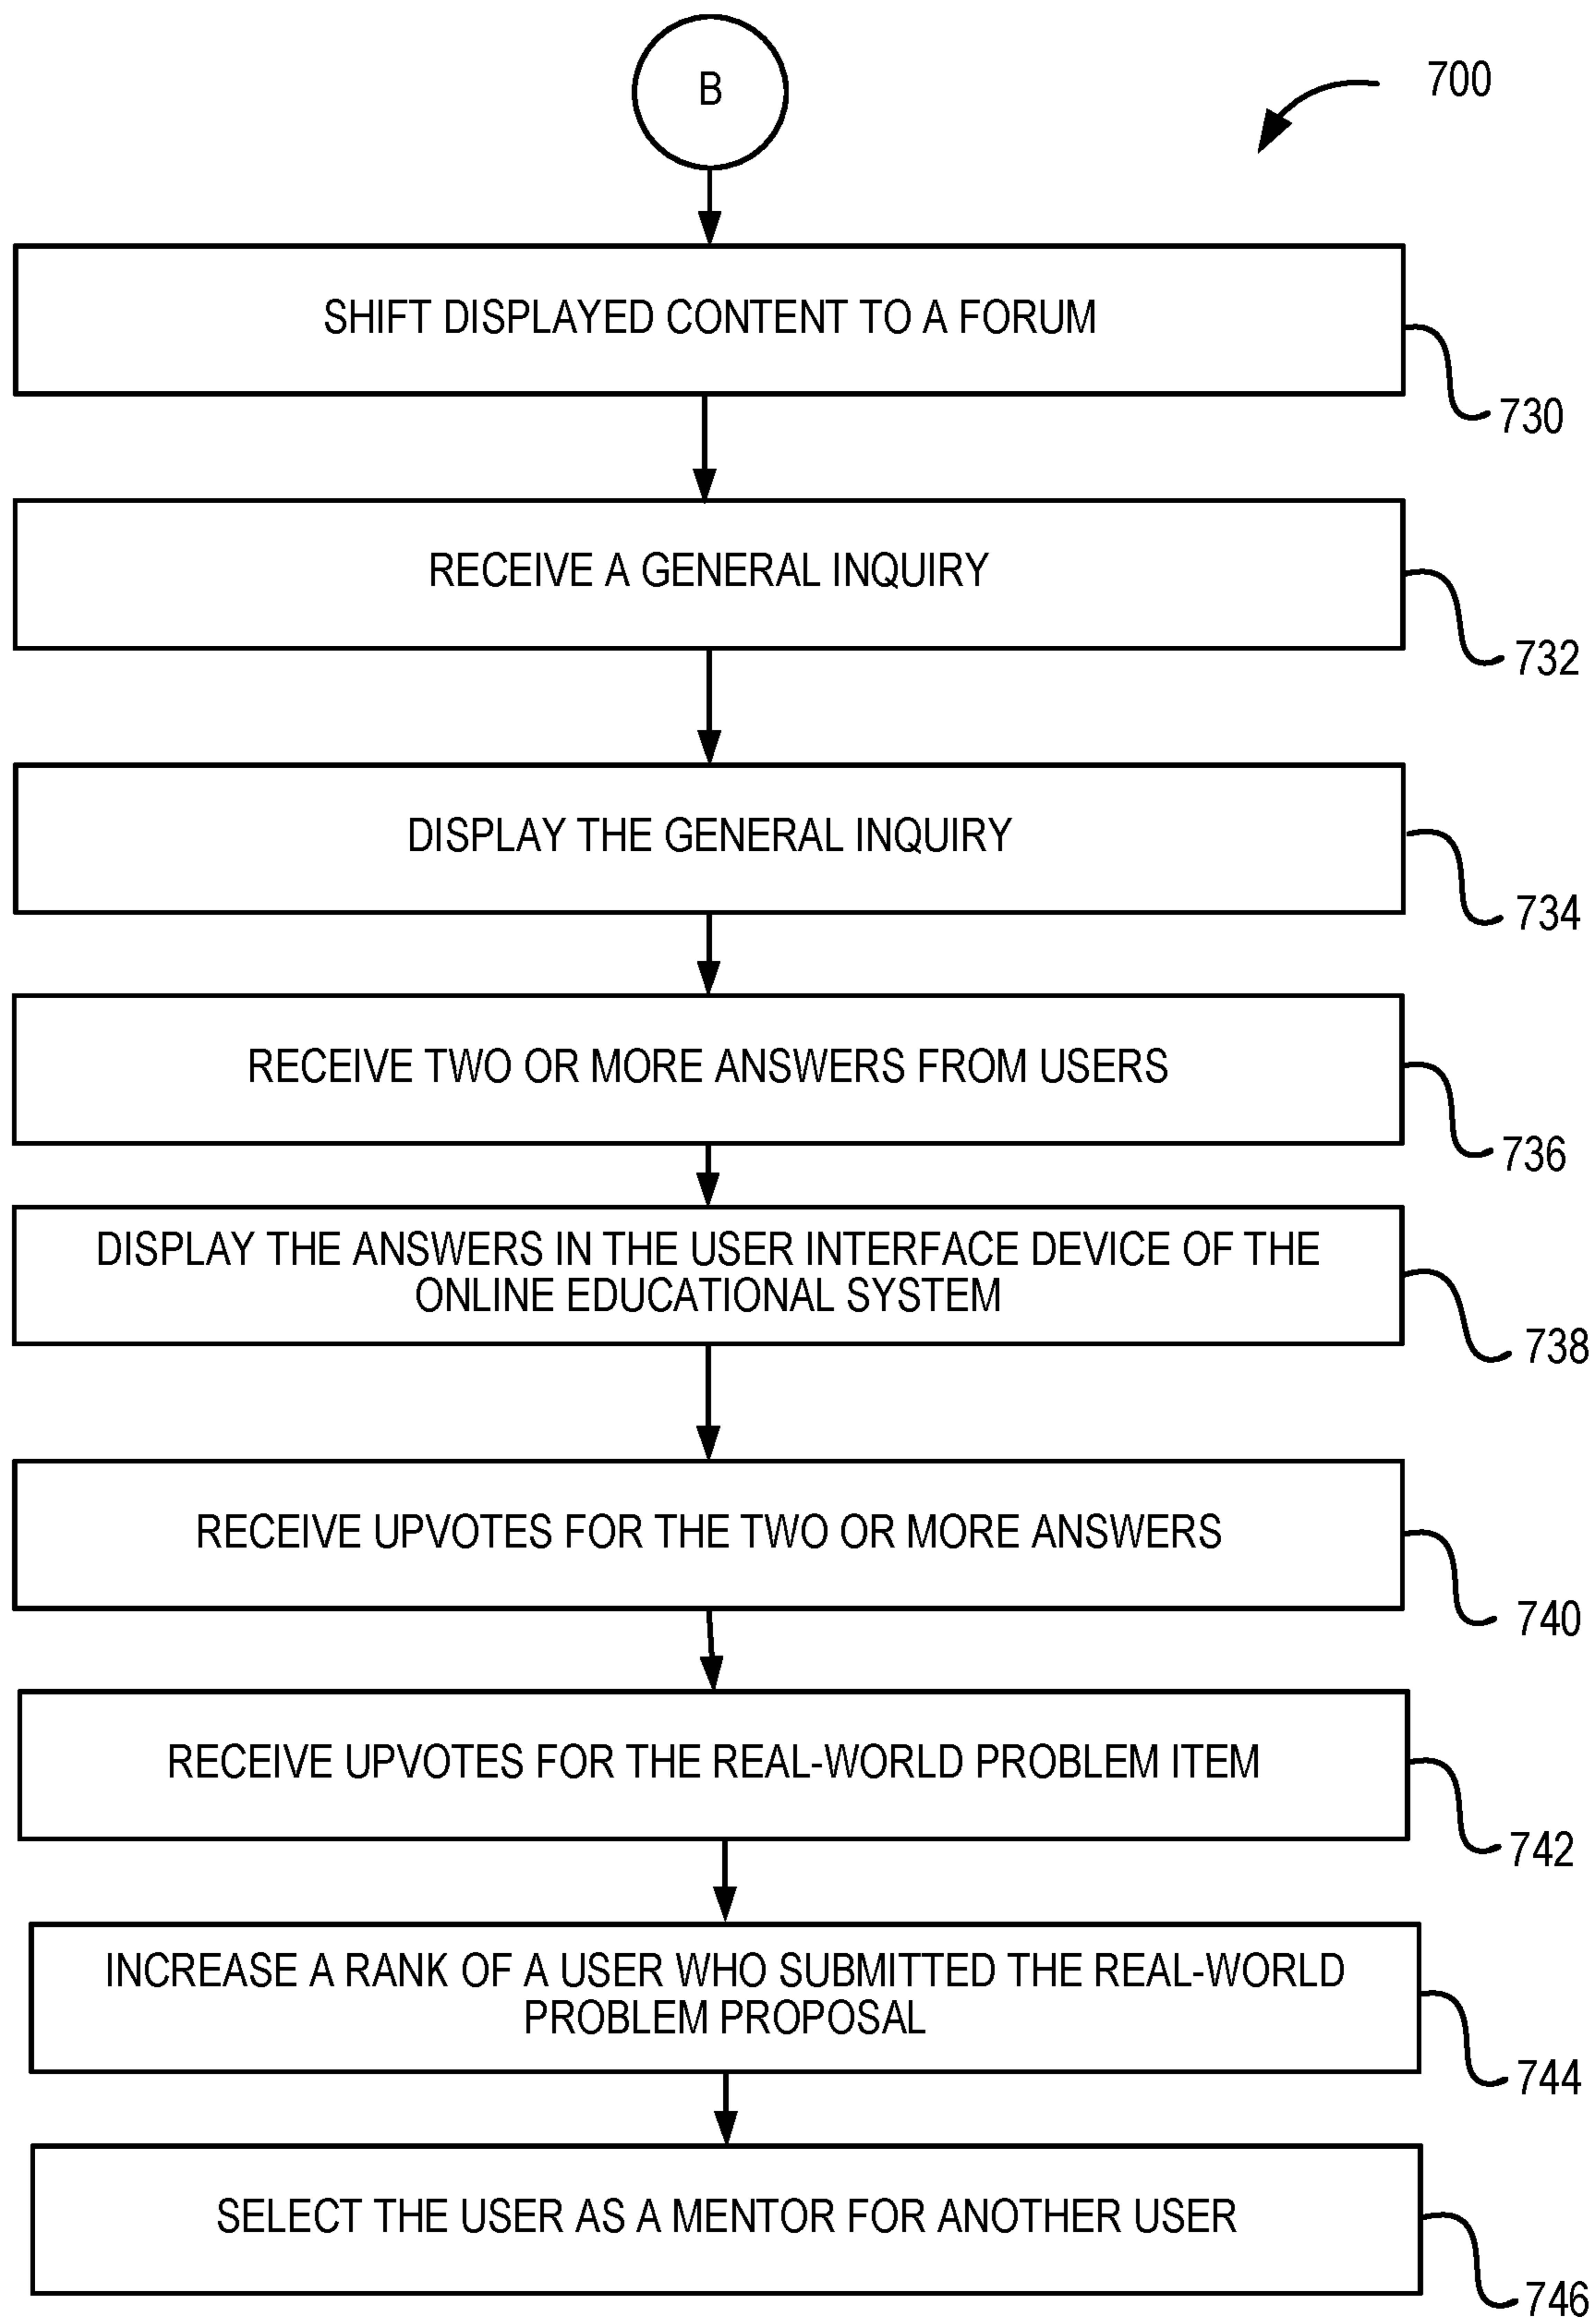 B
700
SHIFT DISPLAYED CONTENT TO A FORUM
730
RECEIVE A GENERAL INQUIRY
732
DISPLAY THE GENERAL INQUIRY
734
RECEIVE TWO OR MORE ANSWERS FROM USERS
736
DISPLAY THE ANSWERS IN THE USER INTERFACE DEVICE OF THE
ONLINE EDUCATIONAL SYSTEM
738
RECEIVE UPVOTES FOR THE TWO OR MORE ANSWERS
740
RECEIVE UPVOTES FOR THE REAL-WORLD PROBLEM ITEM
742
INCREASE A RANK OF A USER WHO SUBMITTED THE REAL-WORLD
PROBLEM PROPOSAL
744
SELECT THE USER AS A MENTOR FOR ANOTHER USER
746